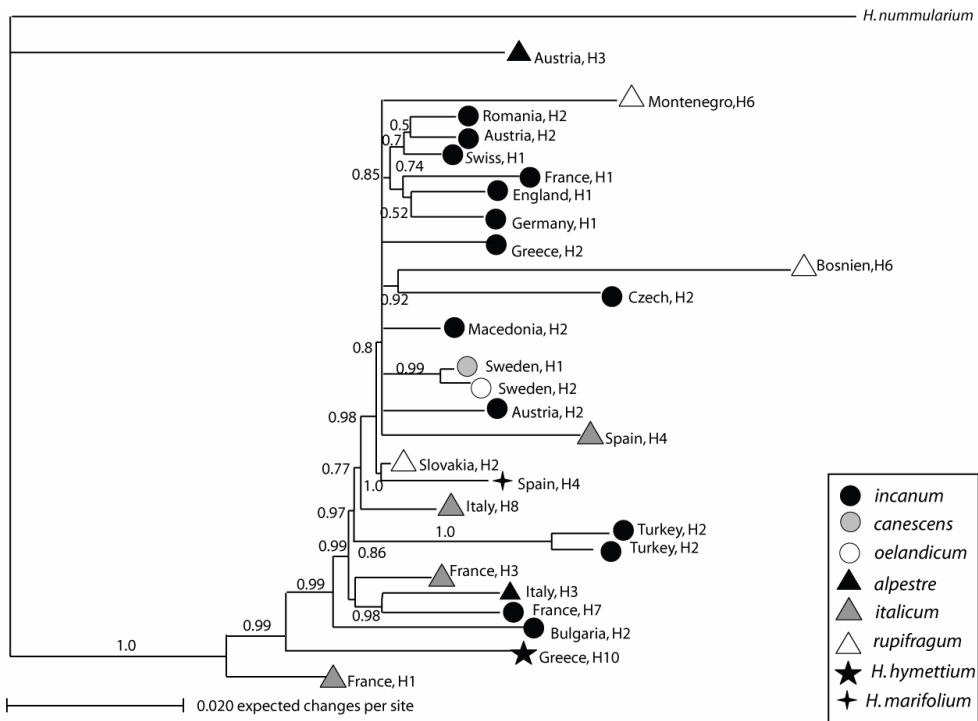 H. nummularium
Austria, H3
Montenegro, H6
Romania, H2
0.5
Austria, H2
0.7
Swiss, H1
0.74
0.85
France, H1
England, H1
0.52
Germany, H1
Greece, H2
Bosnien, H6
0.92
Czech, H2
Macedonia, H2
0.8
0.99
Sweden, H1
Sweden, H2
Austria, H2
0.98
Spain, H4
0.77
Slovakia, H2
1.0
Spain, H4
Italy, H8
0.97
1.0
Turkey, H2
Turkey, H2
0.99
0.86
France, H3
0.99
Italy, H3
0.98
France, H7
Bulgaria, H2
0.99
1.0
Greece, H10
France, H1
0.020 expected changes per site
incanum
canescens
oelandicum
alpestre
italicum
rupifragum
H. hymettium
H. marifolium